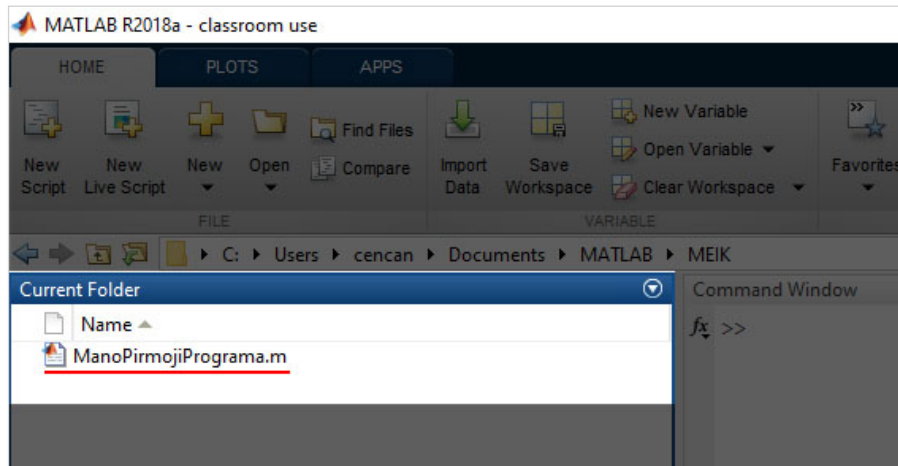 MATLAB R2018a - classroom use
HOME PLOTS APPS
New Script
New Live Script
New
Open
Find Files
Compare
Import Data
Save Workspace
New Variable
Open Variable
Clear Workspace
Favorites
FILE VARIABLE
C: Users cencan Documents MATLAB MEIK
Current Folder
Name
ManoPirmojiPrograma.m
Command Window
fx >>